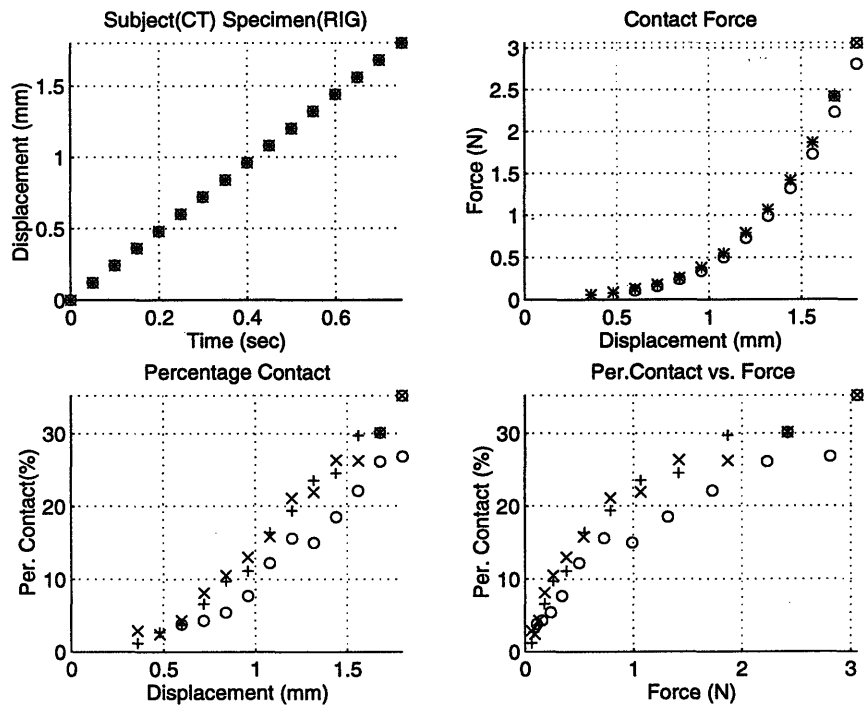 Subject(CT) Specimen(RIG)
Displacement (mm)
1.5
1
0.5
0
0 0.2 0.4 0.6
Time (sec)
Contact Force
Force (N)
3
2.5
2
1.5
1
0.5
0
0 0.5 1 1.5
Displacement (mm)
Percentage Contact
Per. Contact(%)
30
20
10
0
0 0.5 1 1.5
Displacement (mm)
Per.Contact vs. Force
Per. Contact (%)
30
20
10
0
0 1 2 3
Force (N)